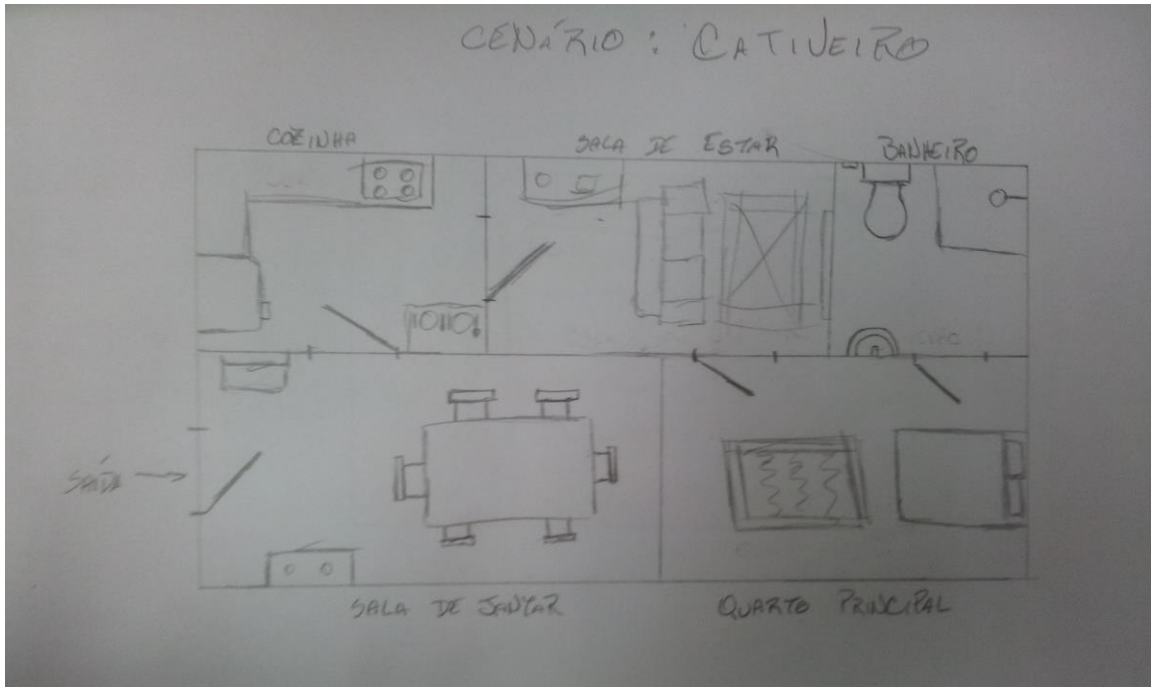 CENÁRIO : CATIVEIRO
COZINHA
SALA DE ESTAR
BANHEIRO
SAÍDA
SALA DE JANTAR
QUARTO PRINCIPAL